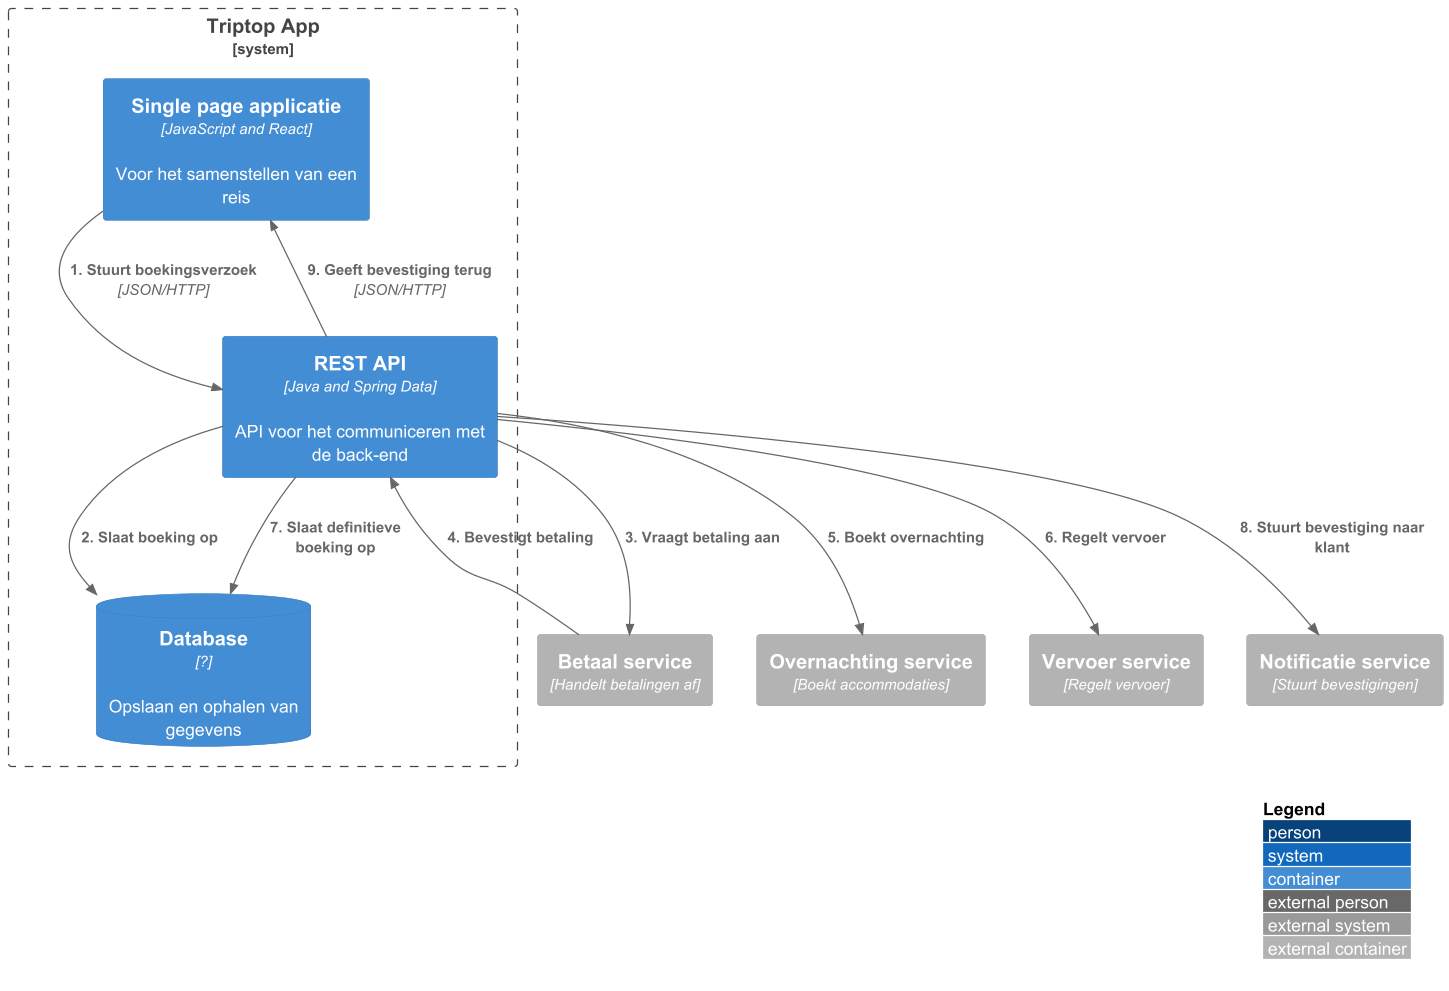 Triptop App
[system]
Single page applicatie
[JavaScript and React]
Voor het samenstellen van een
reis
1. Stuurt boekingsverzoek
[JSON/HTTP]
9. Geeft bevestiging terug
[JSON/HTTP]
REST API
[Java and Spring Data]
API voor het communiceren met
de back-end
2. Slaat boeking op
7. Slaat definitieve
boeking op
4. Bevestigt betaling
3. Vraagt betaling aan
5. Boekt overnachting
6. Regelt vervoer
8. Stuurt bevestiging naar
klant
Database
[?]
Opslaan en ophalen van
gegevens
Betaal service
[Handelt betalingen af]
Overnachting service
[Boekt accommodaties]
Vervoer service
[Regelt vervoer]
Notificatie service
[Stuurt bevestigingen]
Legend
person
system
container
external person
external system
external container